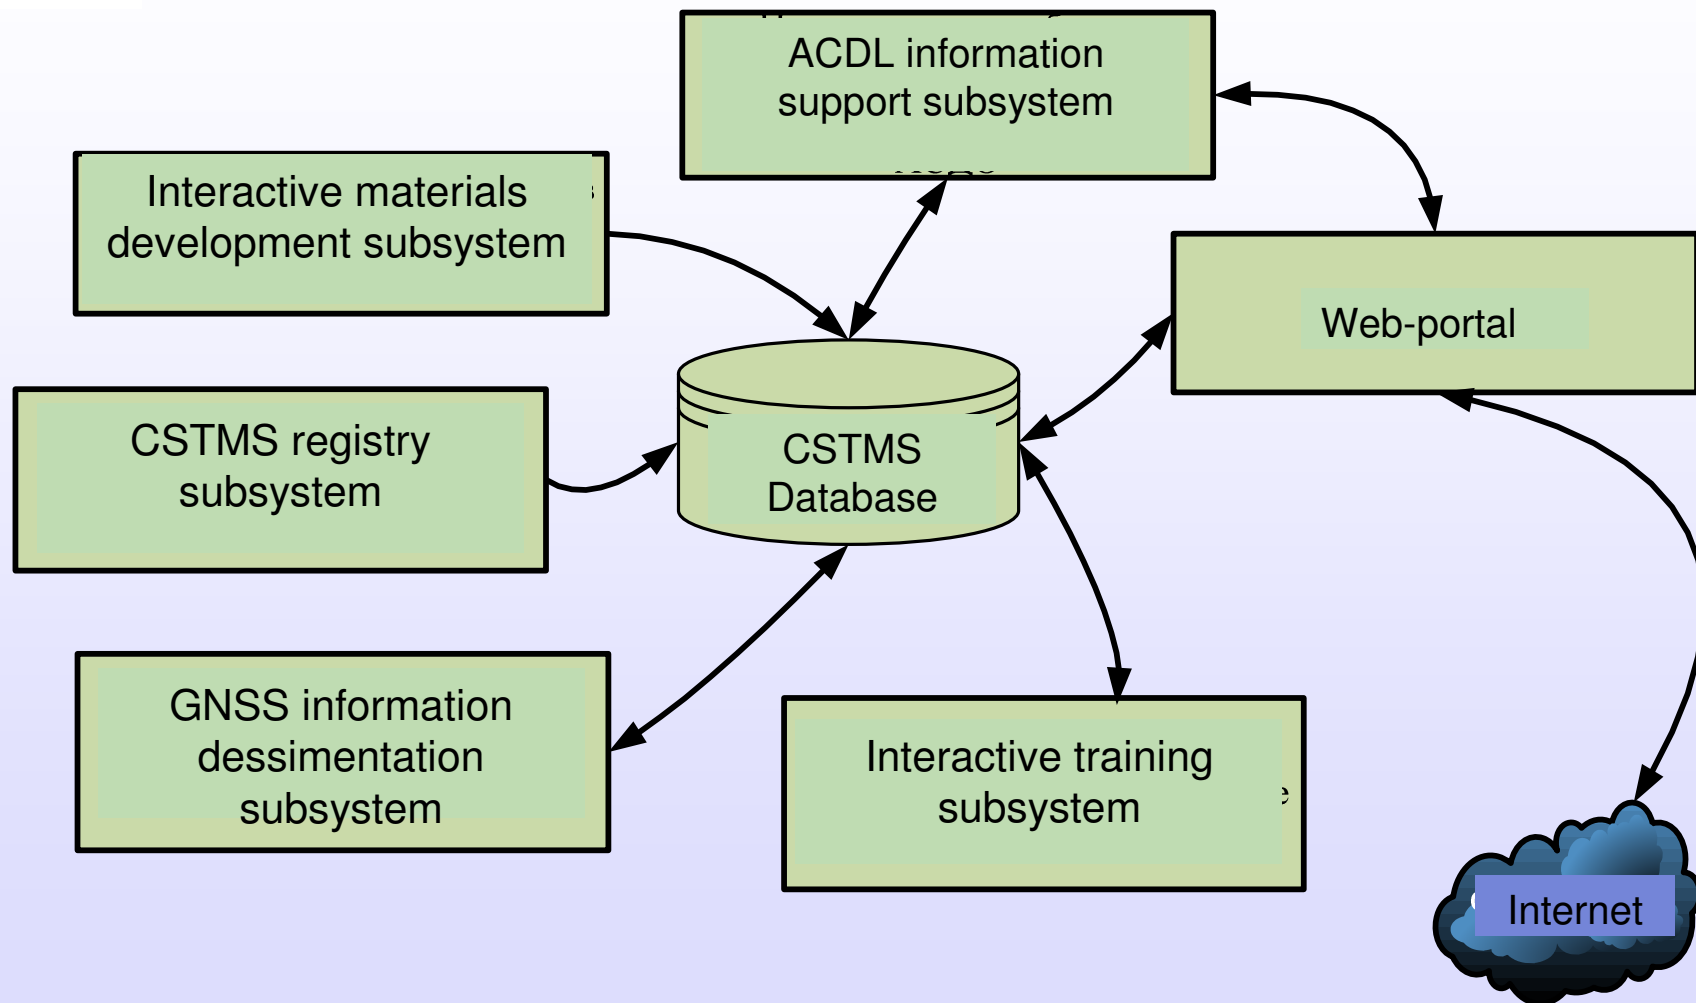 ACDL information
support subsystem
Interactive materials
development subsystem
Web-portal
CSTMS registry
subsystem
CSTMS
Database
GNSS information
dessimentation
subsystem
Interactive training
subsystem
Internet